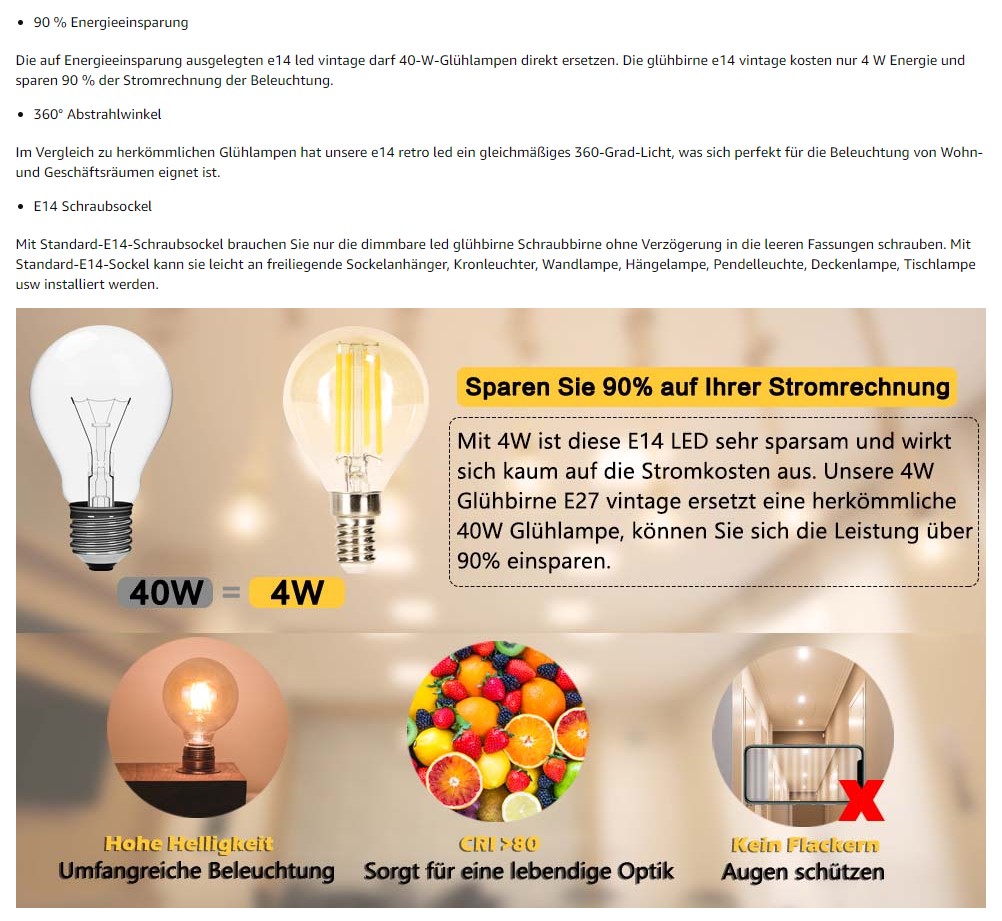 • 90 % Energieeinsparung
Die auf Energieeinsparung ausgelegten e14 led vintage darf 40-W-Glühlampen direkt ersetzen. Die glühbirne e14 vintage kosten nur 4 W Energie und
sparen 90 % der Stromrechnung der Beleuchtung.
• 360° Abstrahlwinkel
Im Vergleich zu herkömmlichen Glühlampen hat unsere e14 retro led ein gleichmäßiges 360-Grad-Licht, was sich perfekt für die Beleuchtung von Wohn-
und Geschäftsräumen eignet ist.
• E14 Schraubsockel
Mit Standard-E14-Schraubsockel brauchen Sie nur die dimmbare led glühbirne Schraubbirne ohne Verzögerung in die leeren Fassungen schrauben. Mit
Standard-E14-Sockel kann sie leicht an freiliegende Sockelanhänger, Kronleuchter, Wandlampe, Hängelampe, Pendelleuchte, Deckenlampe, Tischlampe
usw installiert werden.
Sparen Sie 90% auf Ihrer Stromrechnung
Mit 4W ist diese E14 LED sehr sparsam und wirkt
sich kaum auf die Stromkosten aus. Unsere 4W
Glühbirne E27 vintage ersetzt eine herkömmliche
40W Glühlampe, können Sie sich die Leistung über
90% einsparen.
40W = 4W
Hohe Helligkeit
Umfangreiche Beleuchtung
CRI >80
Sorgt für eine lebendige Optik
Kein Flackern
Augen schützen